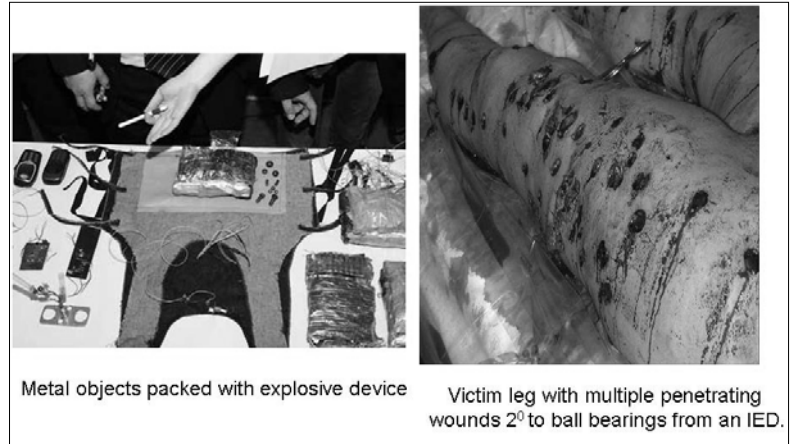 Metal objects packed with explosive device
Victim leg with multiple penetrating
wounds 2⁰ to ball bearings from an IED.